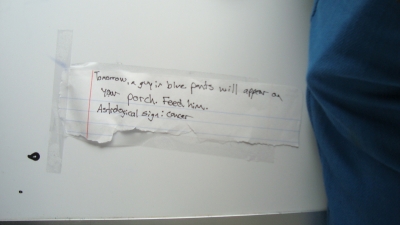 Tomorrow, a guy in blue pants will appear on
your porch. Feed him.
Astrological sign: cancer